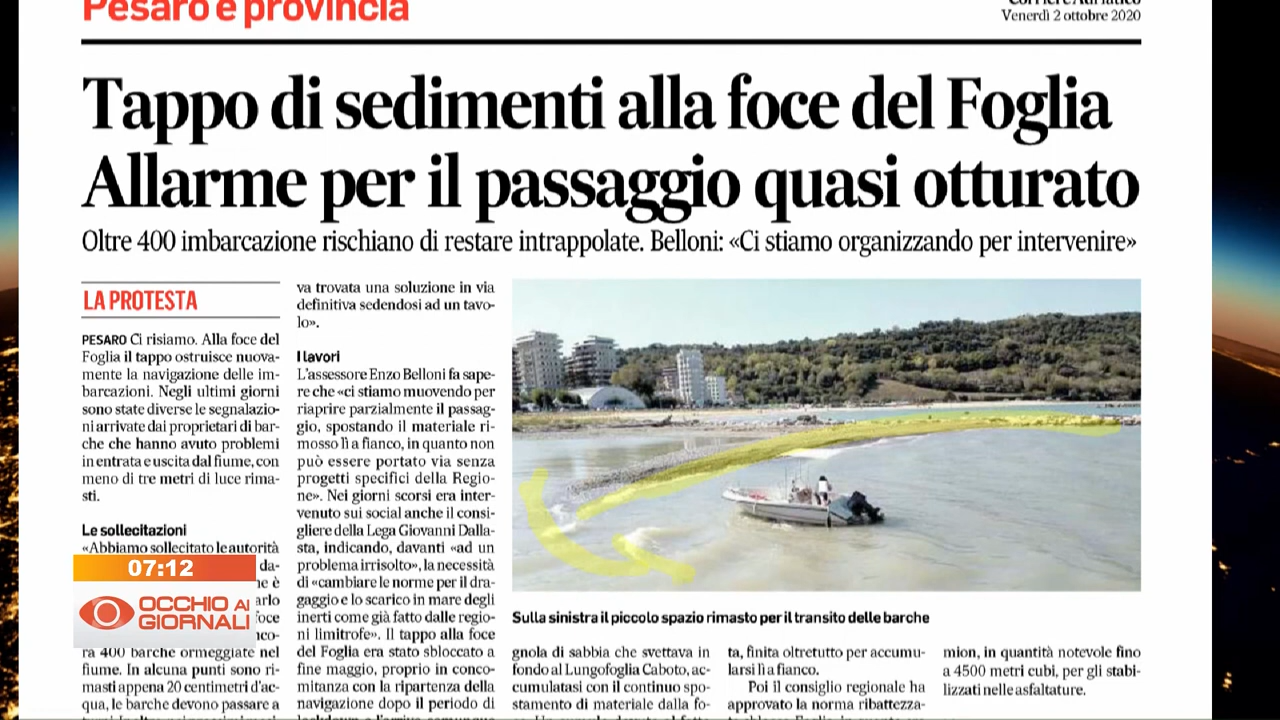 Pesaro e provincia
Corriere Adriatico
Venerdì 2 ottobre 2020
Tappo di sedimenti alla foce del Foglia
Allarme per il passaggio quasi otturato
Oltre 400 imbarcazione rischiano di restare intrappolate. Belloni: «Ci stiamo organizzando per intervenire»
LA PROTESTA
PESARO Ci risiamo. Alla foce del
Foglia il tappo ostruisce nuova-
mente la navigazione delle im-
barcazioni. Negli ultimi giorni
sono state diverse le segnalazio-
ni arrivate dai proprietari di bar-
che che hanno avuto problemi
in entrata e uscita dal fiume, con
meno di tre metri di luce rima-
sti.
Le sollecitazioni
«Abbiamo sollecitato le autorità
da-
è
foce
ra 400 barche ormeggiate nel
fiume. In alcuna punti sono ri-
masti appena 20 centimetri d'ac-
qua, le barche devono passare a
va trovata una soluzione in via
definitiva sedendosi ad un tavo-
lo».
I lavori
L'assessore Enzo Belloni fa sape-
re che «ci stiamo muovendo per
riaprire parzialmente il passag-
gio, spostando il materiale ri-
mosso lì a fianco, in quanto non
può essere portato via senza
progetti specifici della Regio-
ne». Nei giorni scorsi era inter-
venuto sui social anche il consi-
gliere della Lega Giovanni Dalla-
sta, indicando, davanti «ad un
problema irrisolto», la necessità
di «cambiare le norme per il dra-
gaggio e lo scarico in mare degli
inerti come già fatto dalle regio-
ni limitrofe». Il tappo alla foce
del Foglia era stato sbloccato a
fine maggio, proprio in conco-
mitanza con la ripartenza della
navigazione dopo il periodo di
Sulla sinistra il piccolo spazio rimasto per il transito delle barche
gnola di sabbia che svettava in
fondo al Lungofoglia Caboto, ac-
cumulatasi con il continuo spo-
stamento di materiale dalla fo-
ta, finita oltretutto per accumu-
larsi lì a fianco.
Poi il consiglio regionale ha
approvato la norma ribattezza-
mion, in quantità notevole fino
a 4500 metri cubi, per gli stabi-
lizzati nelle asfaltature.
07:12
OCCHIO AI
GIORNALI